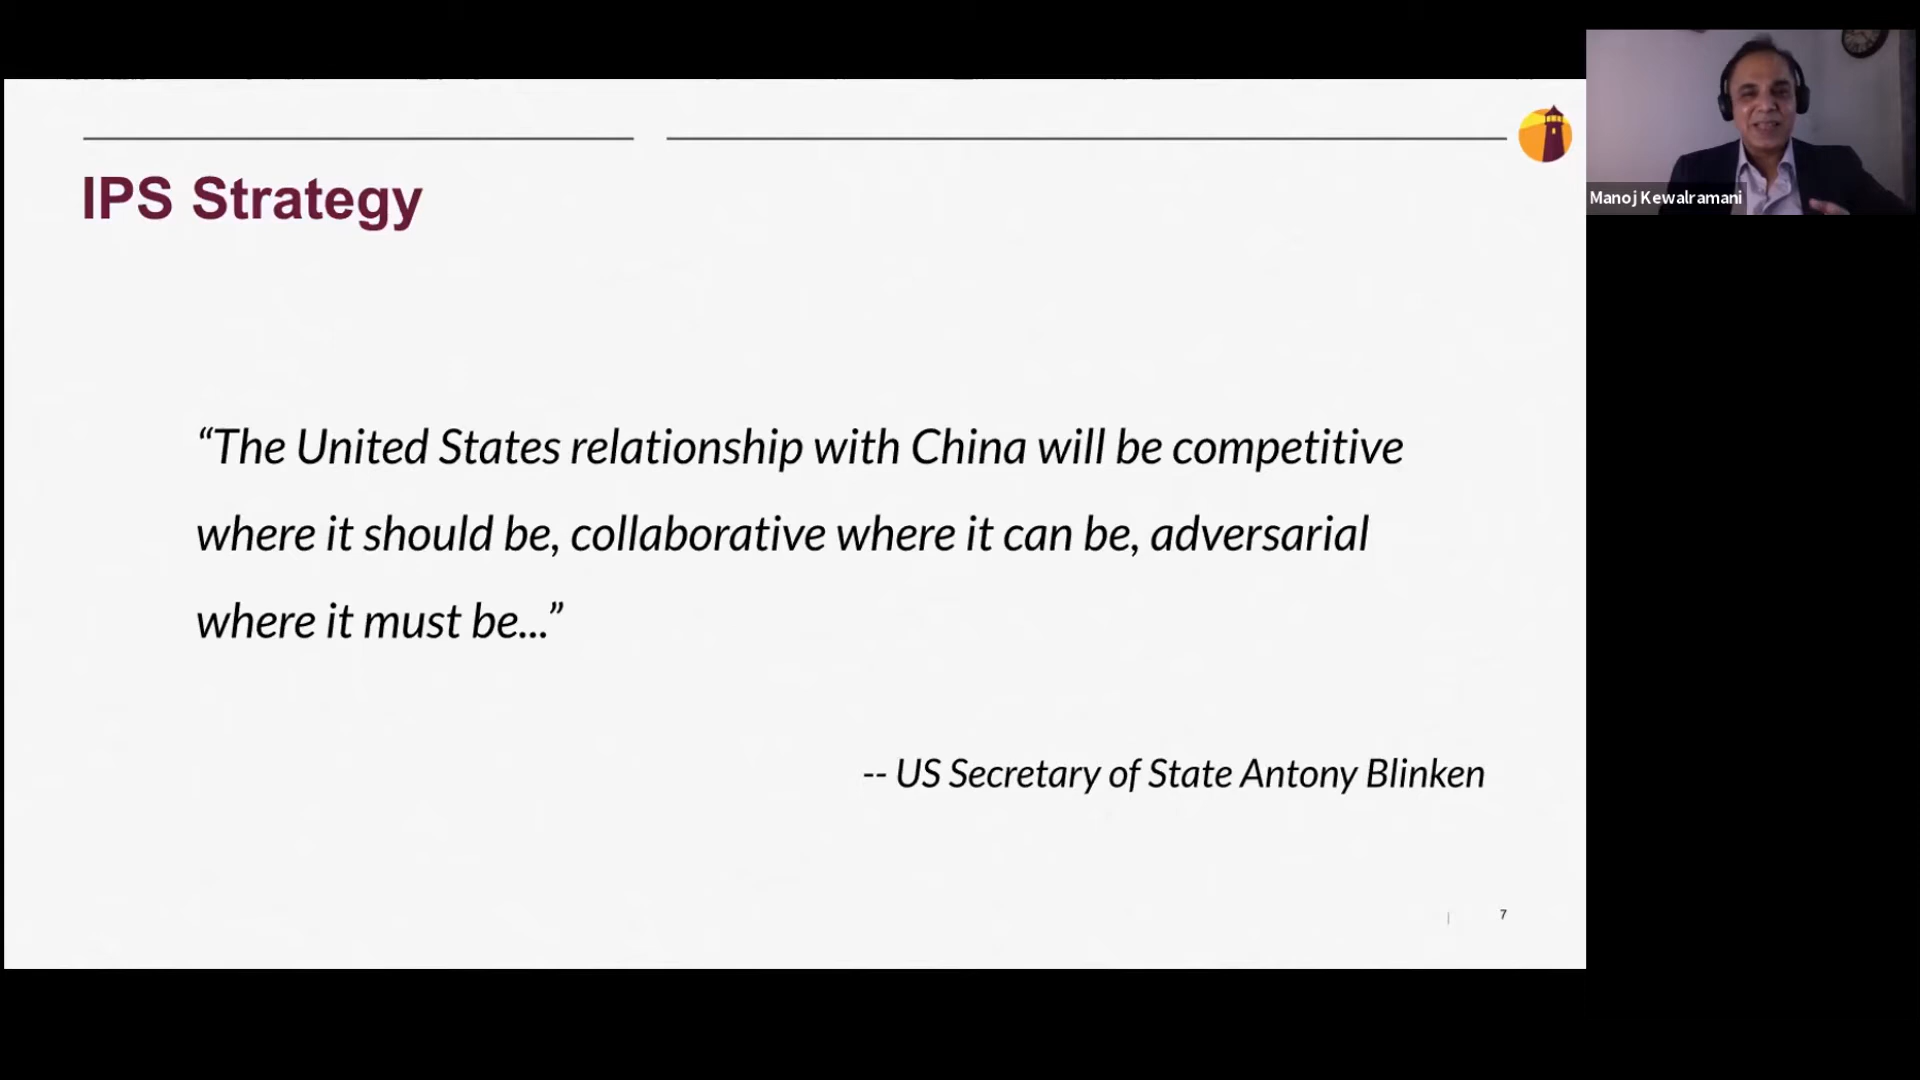 IPS Strategy
“The United States relationship with China will be competitive
where it should be, collaborative where it can be, adversarial
where it must be...”
-- US Secretary of State Antony Blinken
7
Manoj Kewalramani